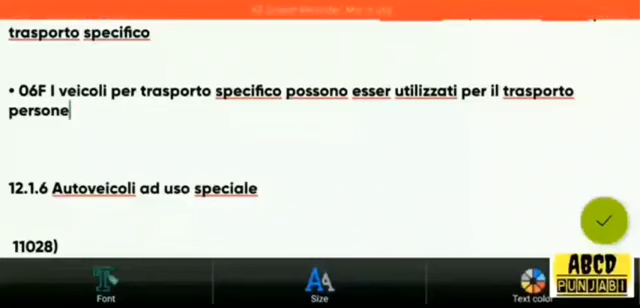 trasporto specifico
• 06F I veicoli per trasporto specifico possono esser utilizzati per il trasporto
persone
12.1.6 Autoveicoli ad uso speciale
11028)
Font
Size
Text color
ABCD
PUNJABI